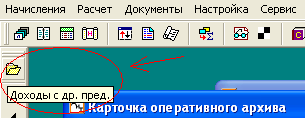 Начисления Расчет Документы Настройка Сервис
Доходы с др. пред.
Карточка оперативного архива